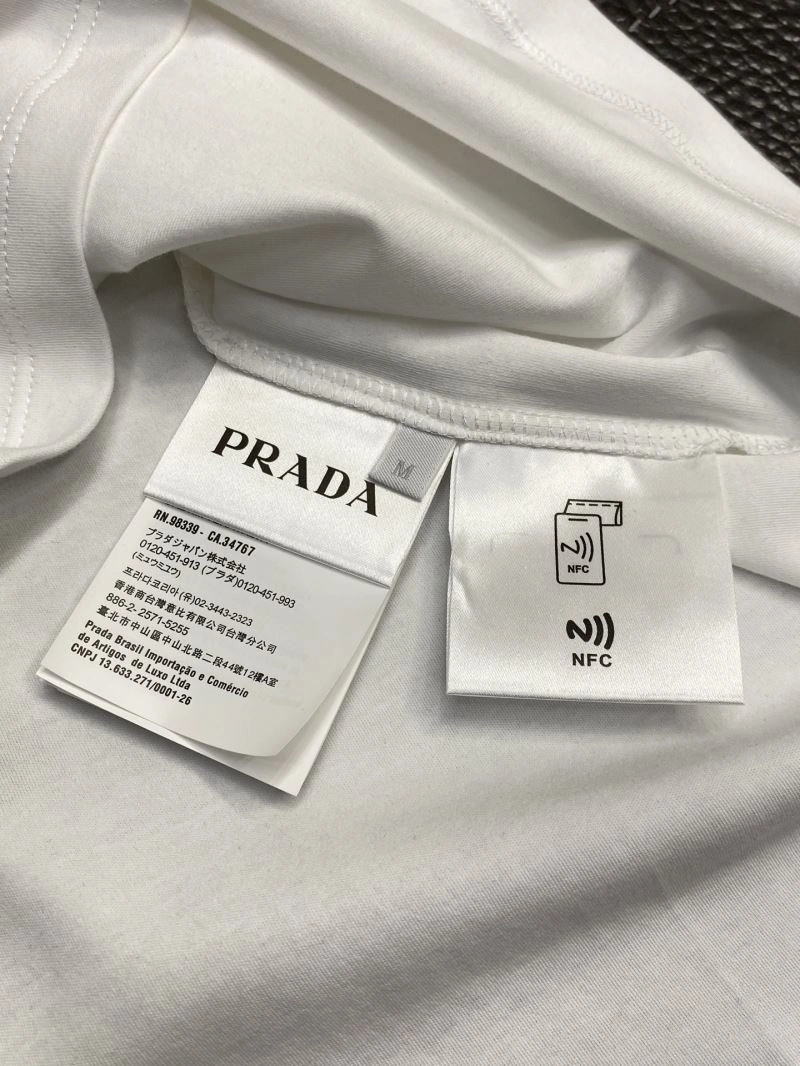 PRADA
M
RN.98339 - CA.34767
プラダジャパン株式会社
0120-451-913 (プラダ)0120-451-993
(ミュウミュウ)
프라다코리아(유)02-3443-2323
香港商台灣意比有限公司台灣分公司
886-2- 2571-5255
臺北市中山區中山北路二段44號12樓A室
Prada Brasil Importação e Comércio
de Artigos de Luxo Ltda
CNPJ 13.633.271/0001-26
NFC
NFC